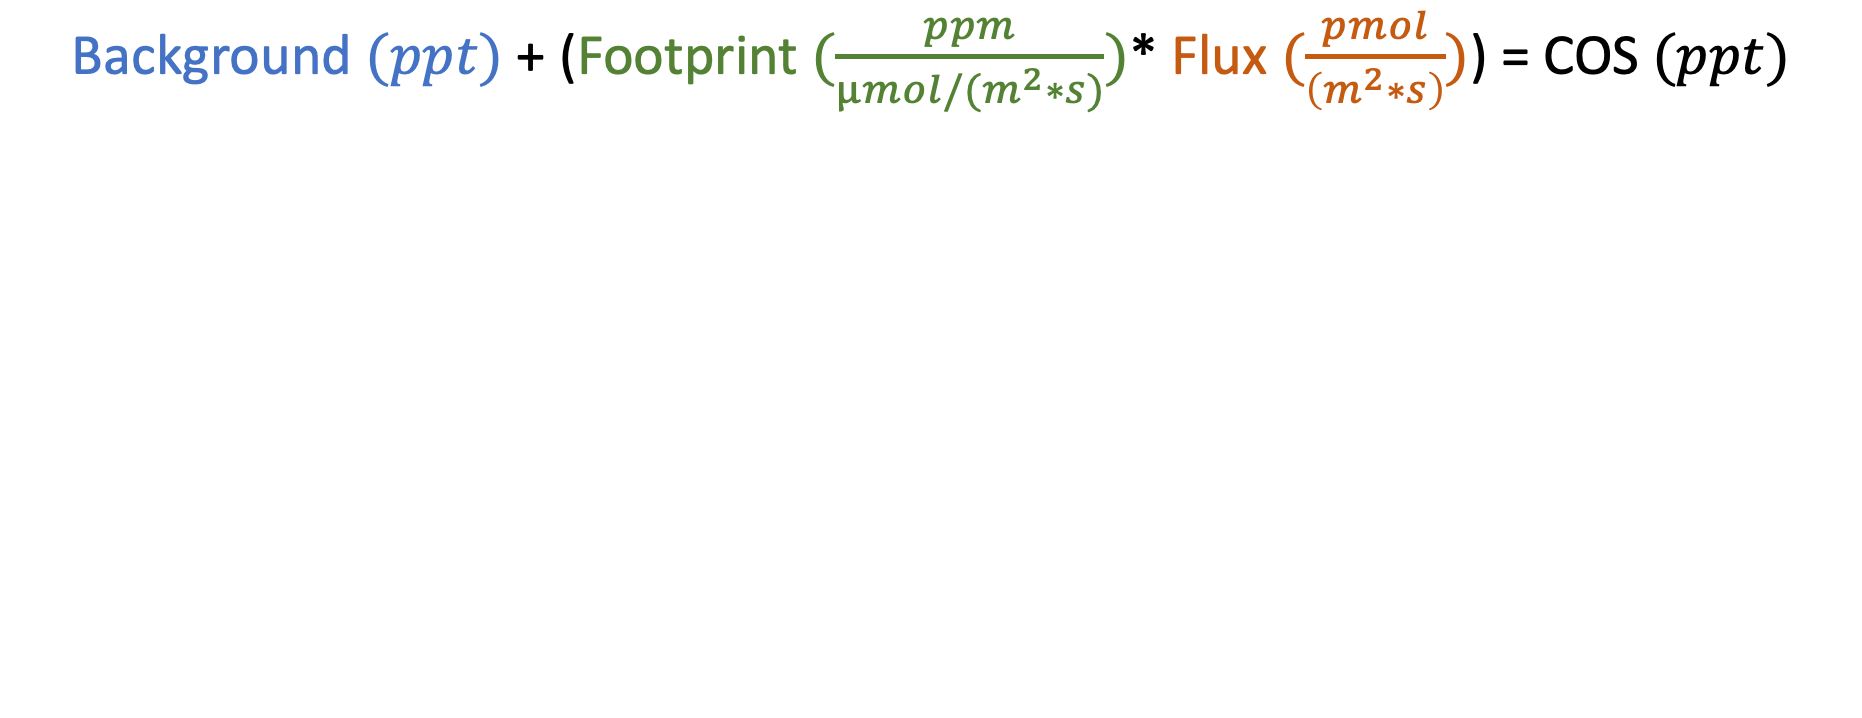 Background (ppt) + (Footprint (ppm/μmol/(m²*s))* Flux (pmol/(m²*s))) = COS (ppt)